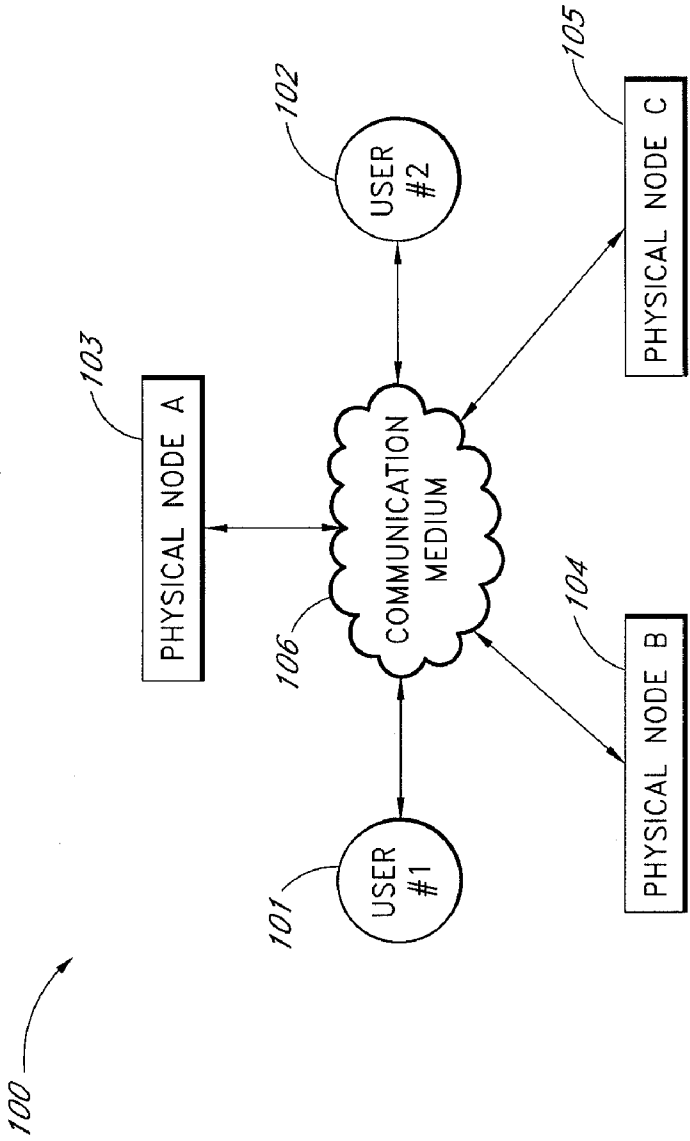 100
PHYSICAL NODE A
103
106
COMMUNICATION
MEDIUM
101
USER
#1
102
USER
#2
PHYSICAL NODE B
104
PHYSICAL NODE C
105